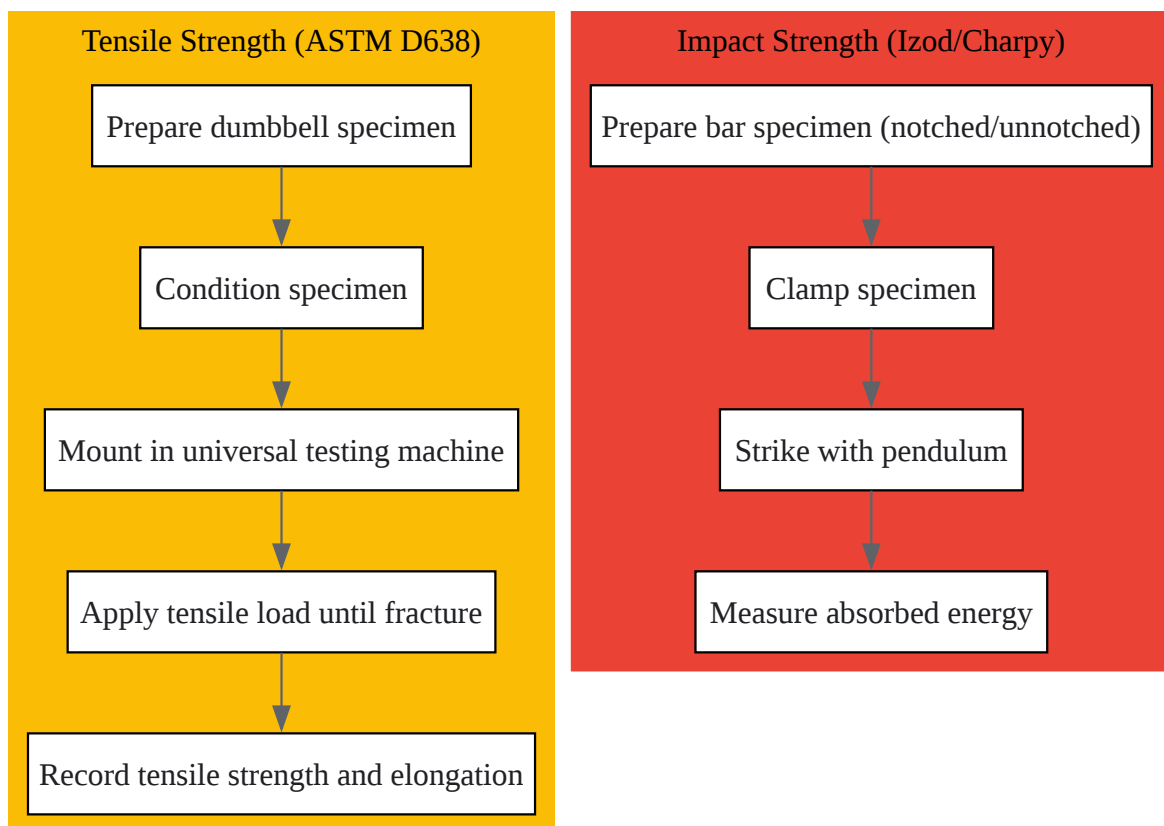 Tensile Strength (ASTM D638)
Prepare dumbbell specimen
Condition specimen
Mount in universal testing machine
Apply tensile load until fracture
Record tensile strength and elongation
Impact Strength (Izod/Charpy)
Prepare bar specimen (notched/unnotched)
Clamp specimen
Strike with pendulum
Measure absorbed energy